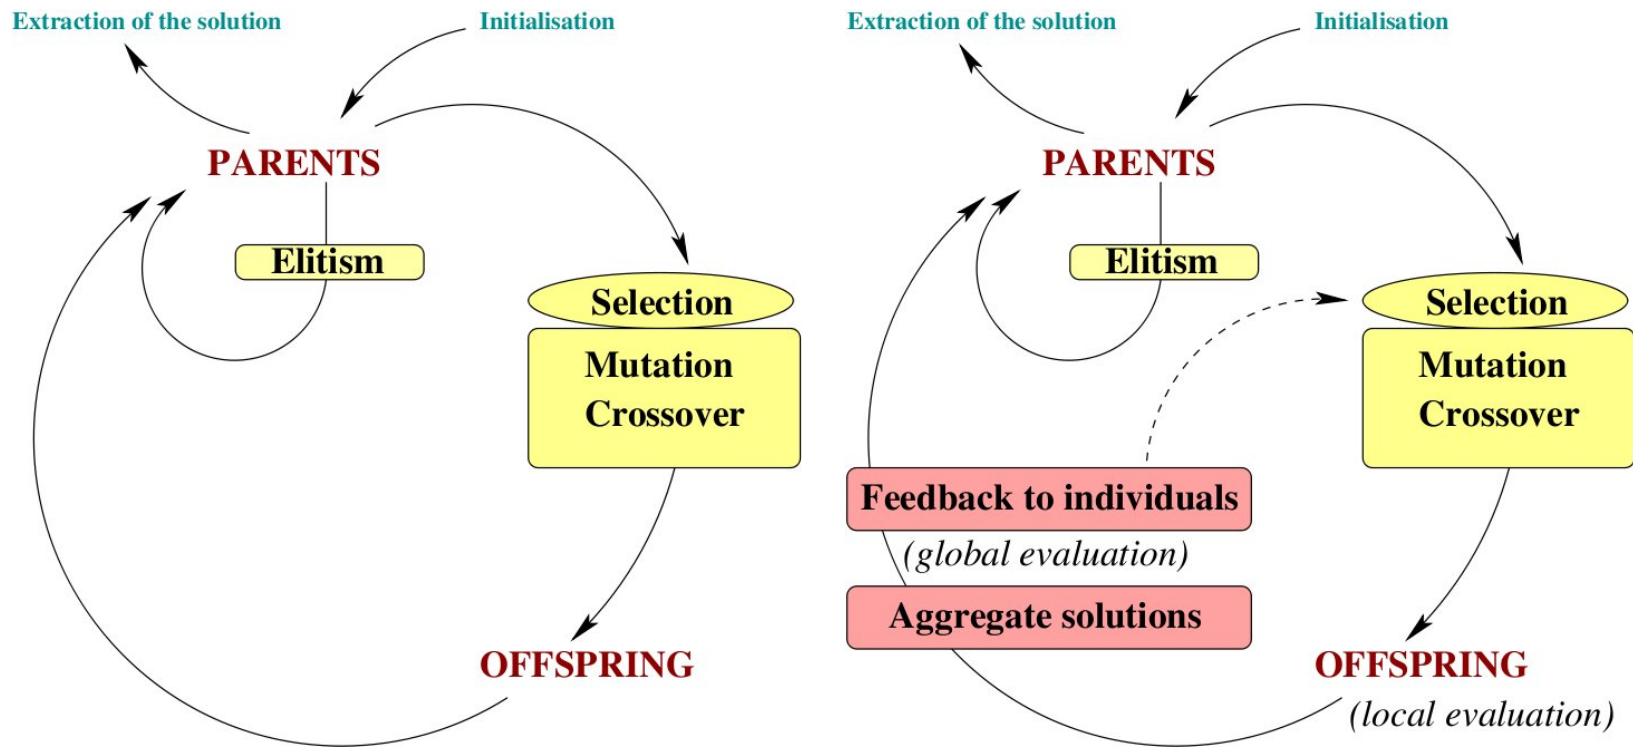 Extraction of the solution
Initialisation
PARENTS
Elitism
Selection
Mutation
Crossover
OFFSPRING
Extraction of the solution
Initialisation
PARENTS
Elitism
Selection
Mutation
Crossover
Feedback to individuals
(global evaluation)
Aggregate solutions
OFFSPRING
(local evaluation)